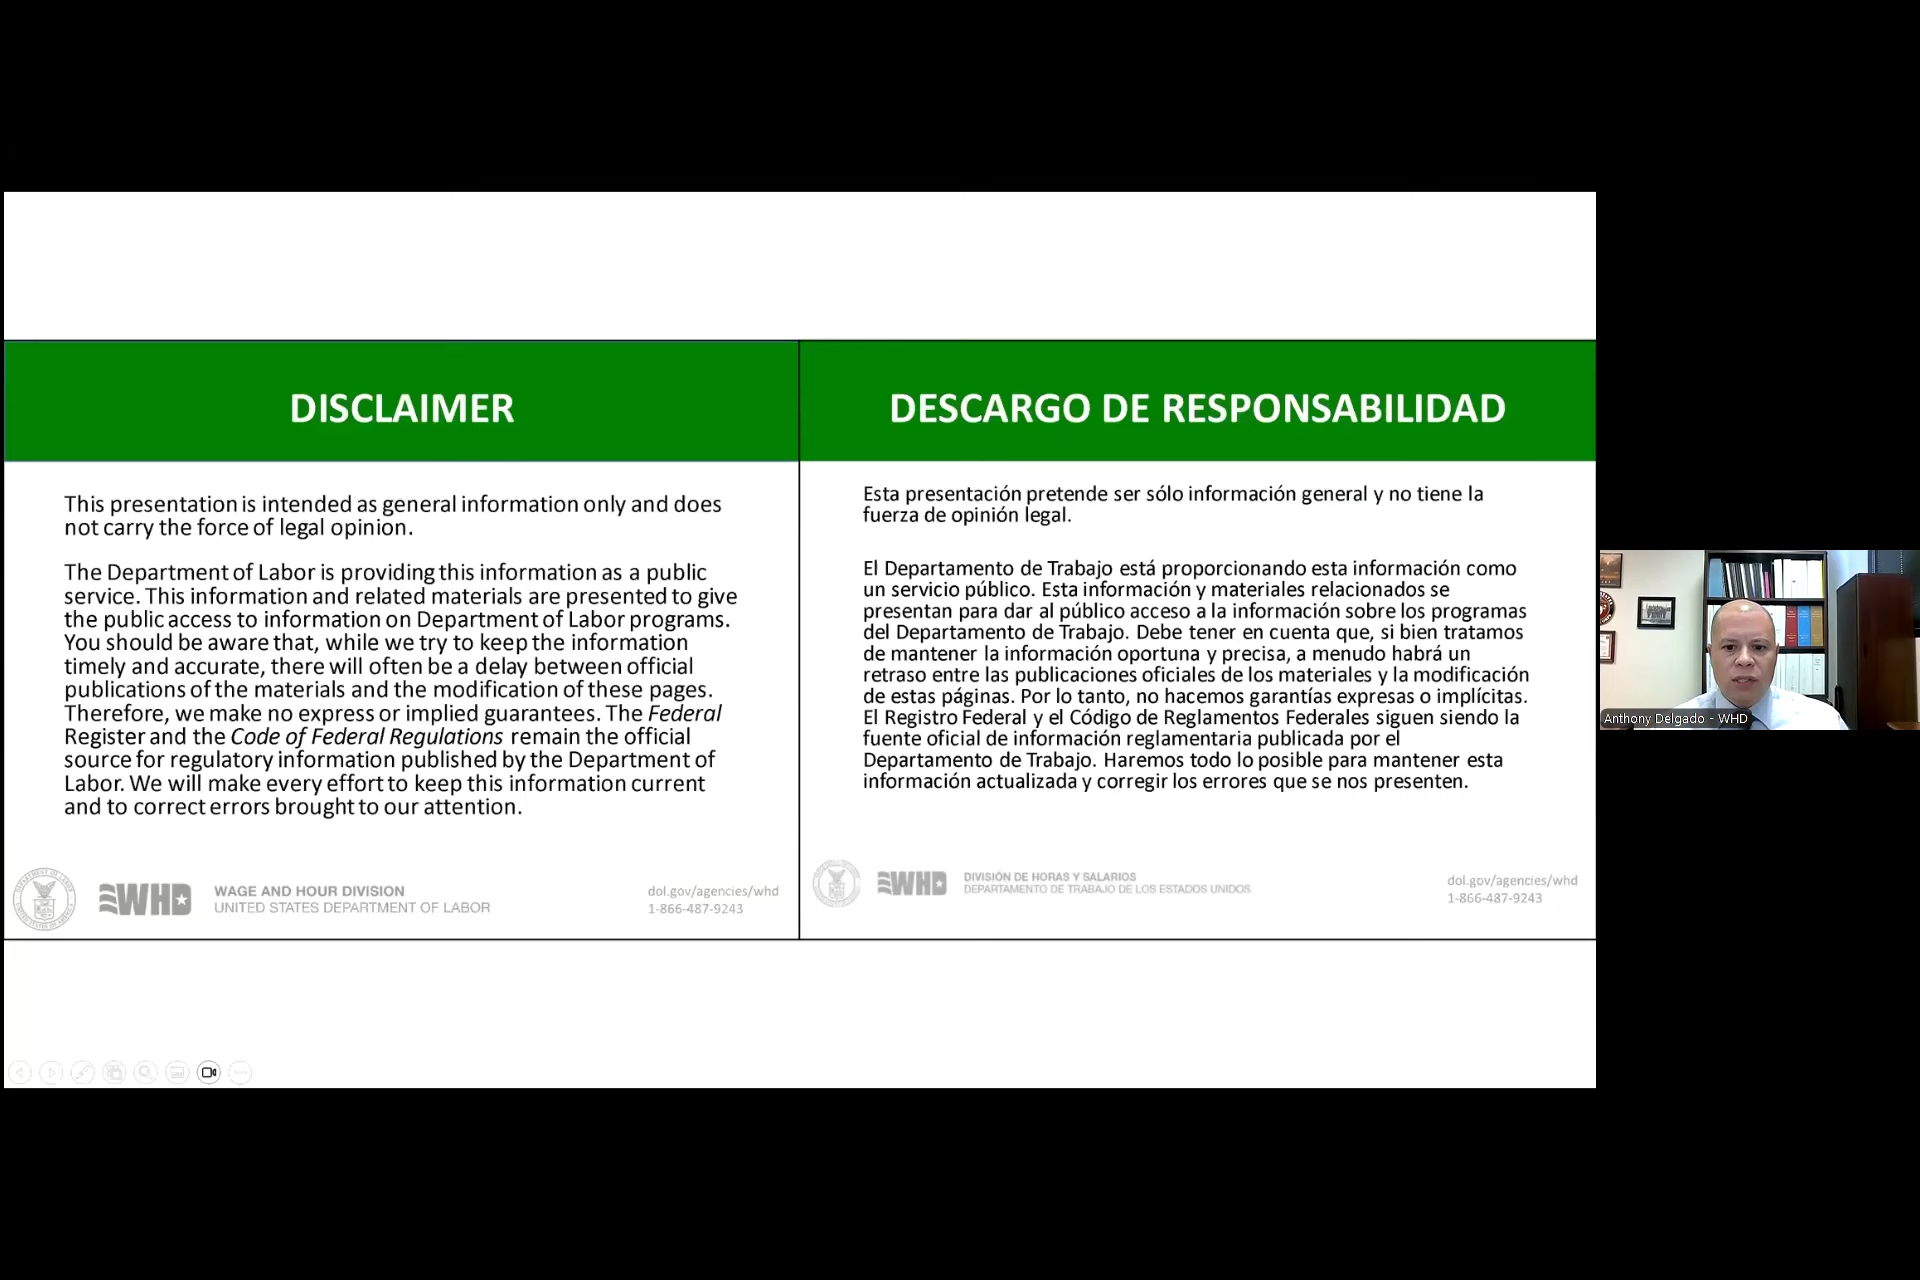 DISCLAIMER
This presentation is intended as general information only and does
not carry the force of legal opinion.
The Department of Labor is providing this information as a public
service. This information and related materials are presented to give
the public access to information on Department of Labor programs.
You should be aware that, while we try to keep the information
timely and accurate, there will often be a delay between official
publications of the materials and the modification of these pages.
Therefore, we make no express or implied guarantees. The Federal
Register and the Code of Federal Regulations remain the official
source for regulatory information published by the Department of
Labor. We will make every effort to keep this information current
and to correct errors brought to our attention.
WHD
WAGE AND HOUR DIVISION
UNITED STATES DEPARTMENT OF LABOR
dol.gov/agencies/whd
1-866-487-9243
DESCARGO DE RESPONSABILIDAD
Esta presentación pretende ser sólo información general y no tiene la
fuerza de opinión legal.
El Departamento de Trabajo está proporcionando esta información como
un servicio público. Esta información y materiales relacionados se
presentan para dar al público acceso a la información sobre los programas
del Departamento de Trabajo. Debe tener en cuenta que, si bien tratamos
de mantener la información oportuna y precisa, a menudo habrá un
retraso entre las publicaciones oficiales de los materiales y la modificación
de estas páginas. Por lo tanto, no hacemos garantías expresas o implícitas.
El Registro Federal y el Código de Reglamentos Federales siguen siendo la
fuente oficial de información reglamentaria publicada por el
Departamento de Trabajo. Haremos todo lo posible para mantener esta
información actualizada y corregir los errores que se nos presenten.
WHD
DIVISIÓN DE HORAS Y SALARIOS
DEPARTAMENTO DE TRABAJO DE LOS ESTADOS UNIDOS
dol.gov/agencies/whd
1-866-487-9243
Anthony Delgado - WHD